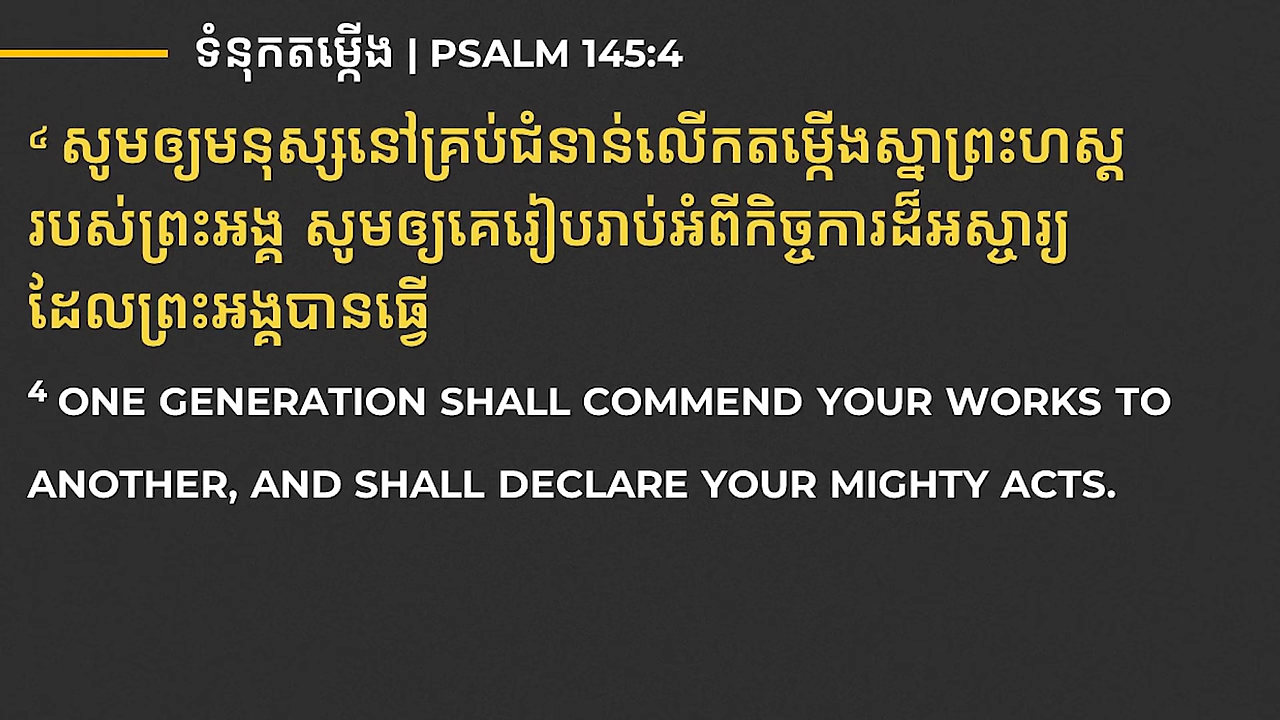 ទំនុកតម្កើង | PSALM 145:4
៤ សូមឲ្យមនុស្សនៅគ្រប់ជំនាន់លើកតម្កើងស្នាព្រះហស្ត
របស់ព្រះអង្គ សូមឲ្យគេរៀបរាប់អំពីកិច្ចការដ៏អស្ចារ្យ
ដែលព្រះអង្គបានធ្វើ
4 ONE GENERATION SHALL COMMEND YOUR WORKS TO
ANOTHER, AND SHALL DECLARE YOUR MIGHTY ACTS.